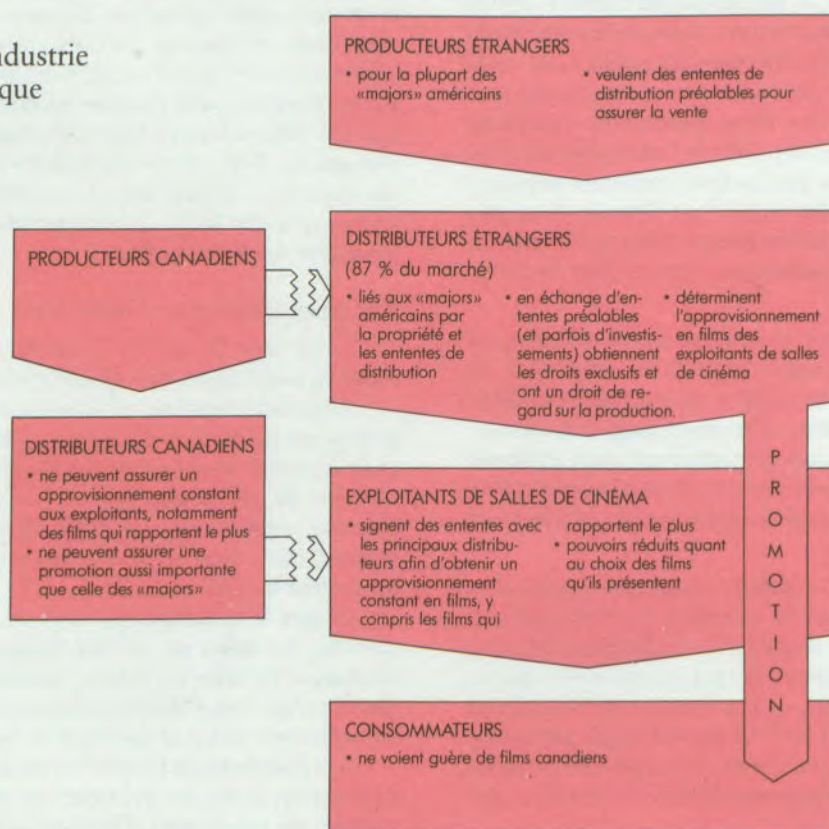 ndustrie
que
PRODUCTEURS ÉTRANGERS
• pour la plupart des
«majors» américains
• veulent des ententes de
distribution préalables pour
assurer la vente
PRODUCTEURS CANADIENS
DISTRIBUTEURS ÉTRANGERS
(87 % du marché)
• liés aux «majors»
américains par
la propriété et
les ententes de
distribution
• en échange d'en-
tentes préalables
(et parfois d'investis-
sements) obtiennent
les droits exclusifs et
ont un droit de re-
gard sur la production.
• déterminent
l'approvisionnement
en films des
exploitants de salles
de cinéma
DISTRIBUTEURS CANADIENS
• ne peuvent assurer un
approvisionnement constant
aux exploitants, notamment
des films qui rapportent le plus
• ne peuvent assurer une
promotion aussi importante
que celle des «majors»
EXPLOITANTS DE SALLES DE CINÉMA
• signent des ententes avec
les principaux distribu-
teurs afin d'obtenir un
approvisionnement
constant en films, y
compris les films qui
rapportent le plus
• pouvoirs réduits quant
au choix des films
qu'ils présentent
PROMOTION
CONSOMMATEURS
• ne voient guère de films canadiens